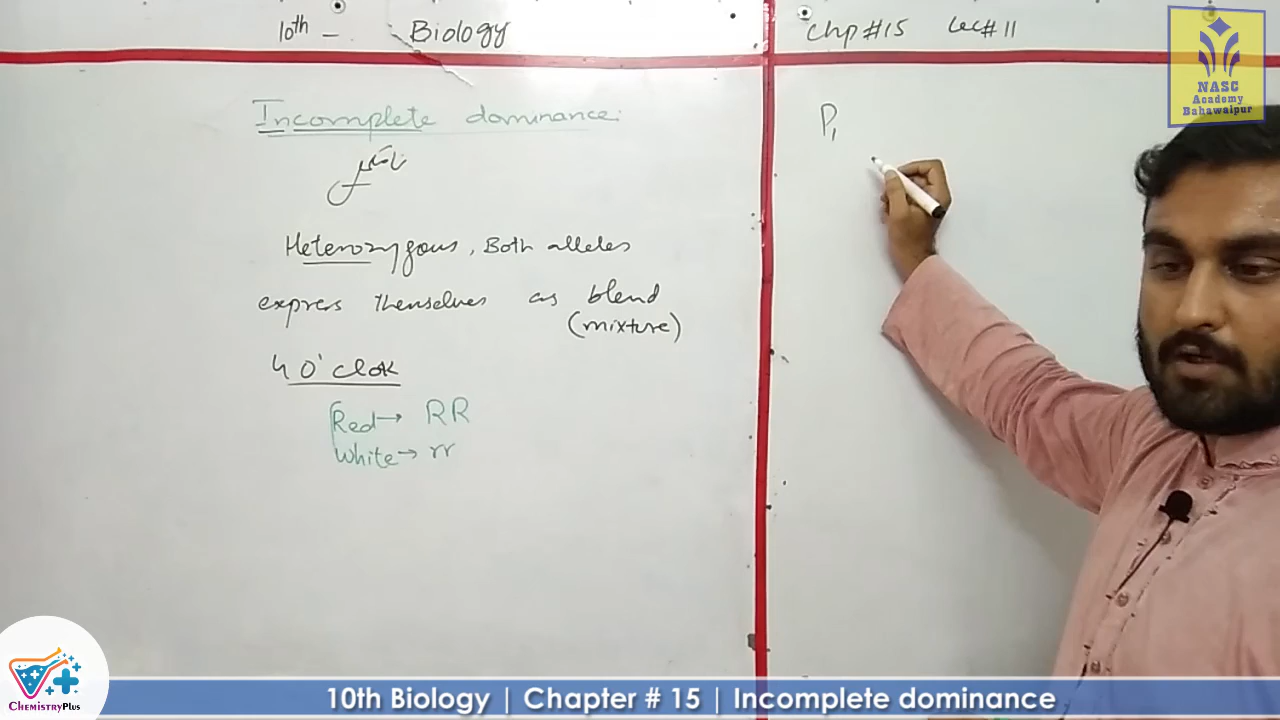 10th - Biology
Chp #15 Lec# 11
NASC
Academy
Bahawalpur
Incomplete dominance:
P1
Heterozygous, Both alleles
express themselves as blend
(mixture)
4 O'Clok
Red → RR
White → rr
CHEMISTRYPLUS
10th Biology | Chapter # 15 | Incomplete dominance